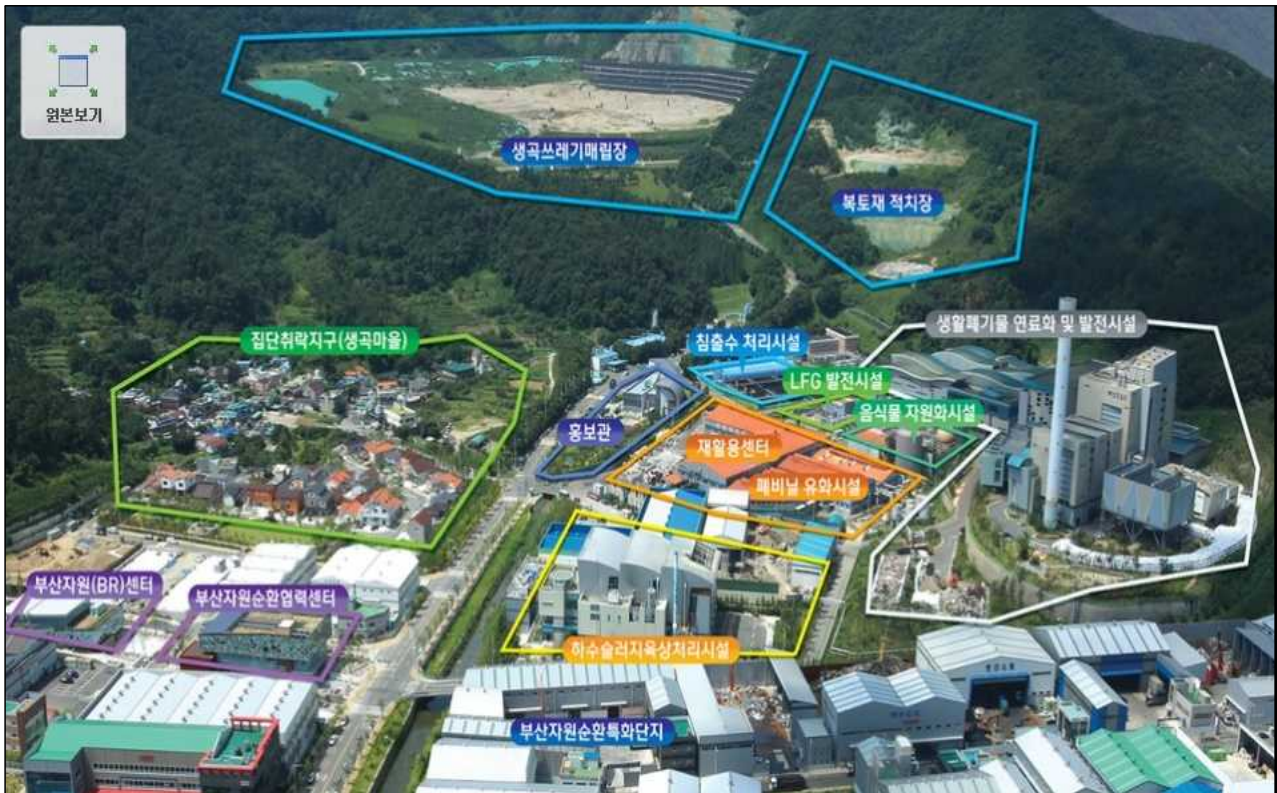 원본보기
생곡쓰레기매립장
복토재 적치장
생활폐기물 연료화 및 발전시설
집단취락지구(생곡마을)
침출수 처리시설
LFG 발전시설
음식물 자원화시설
홍보관
재활용센터
폐비닐 유화시설
부산자원(BR)센터
부산자원순환협력센터
하수슬러지육상처리시설
부산자원순환특화단지